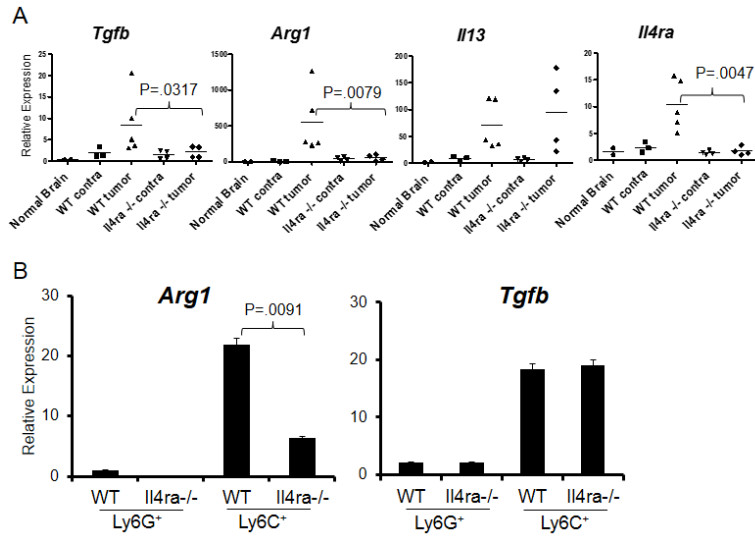 A
Tgfb
Arg1
Il13
Il4ra
Relative Expression
25
20
15
10
5
0
P=.0317
Normal Brain
WT contra
WT tumor
Il4ra -/- contra
Il4ra -/- tumor
1500
1000
500
0
P=.0079
Normal Brain
WT contra
WT tumor
Il4ra -/- contra
Il4ra -/- tumor
200
150
100
50
0
Normal Brain
WT contra
WT tumor
Il4ra -/- contra
Il4ra -/- tumor
20
15
10
5
0
P=.0047
Normal Brain
WT contra
WT tumor
Il4ra -/- contra
Il4ra -/- tumor
B
Arg1
Relative Expression
30
20
10
0
P=.0091
WT Il4ra-/- WT Il4ra-/-
Ly6G⁺ Ly6C⁺
Tgfb
30
20
10
0
WT Il4ra-/- WT Il4ra-/-
Ly6G⁺ Ly6C⁺